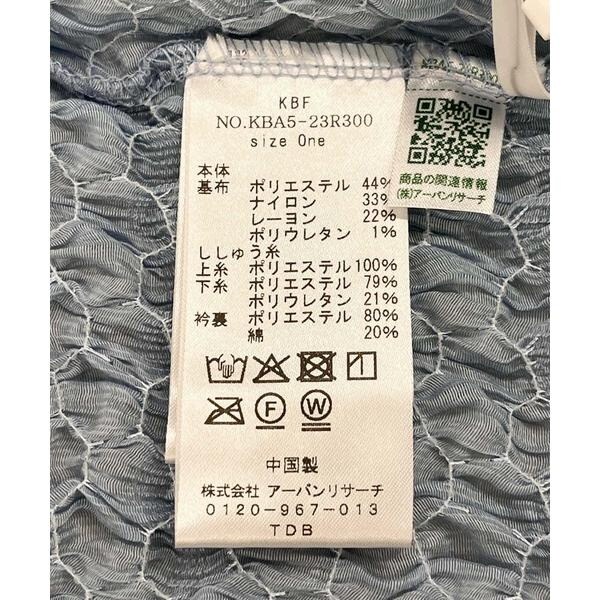 KBF
NO.KBA5-23R300
size One
本体
基布 ポリエステル 44%
ナイロン 33%
レーヨン 22%
ポリウレタン 1%
ししゅう糸
上糸 ポリエステル 100%
下糸 ポリエステル 79%
ポリウレタン 21%
衿裏 ポリエステル 80%
綿 20%
F W
中国製
株式会社 アーバンリサーチ
0120-967-013
TDB
商品の関連情報
(株)アーバンリサーチ